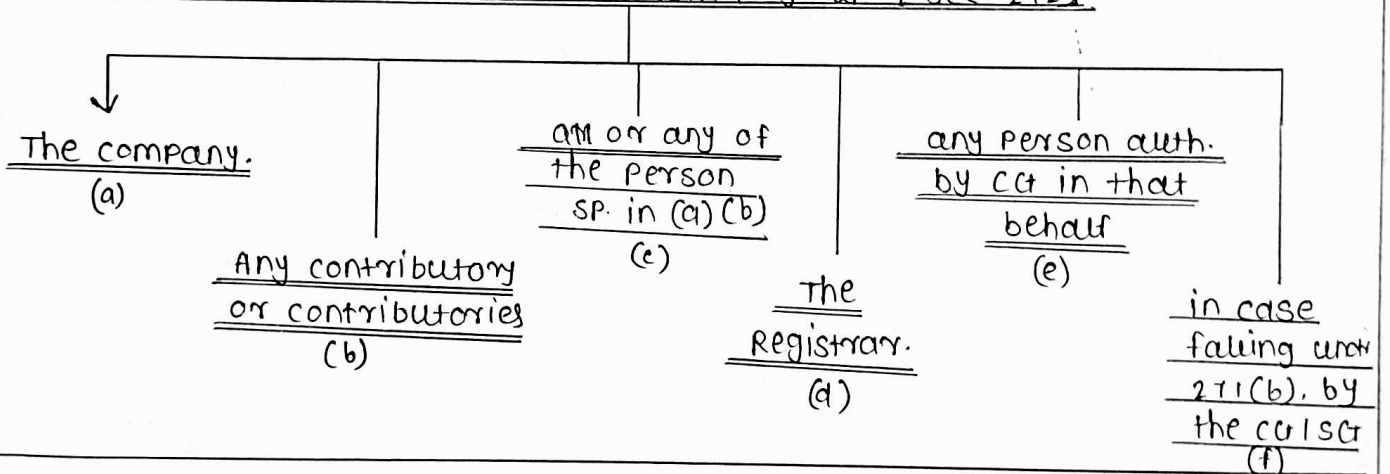 The company.
(a)
Any contributory
or contributories
(b)
all or any of
the person
sp. in (a) (b)
(c)
The
Registrar.
(d)
any person auth.
by CG in that
behalf
(e)
in case
falling under
271(b), by
the CG/SG
(f)